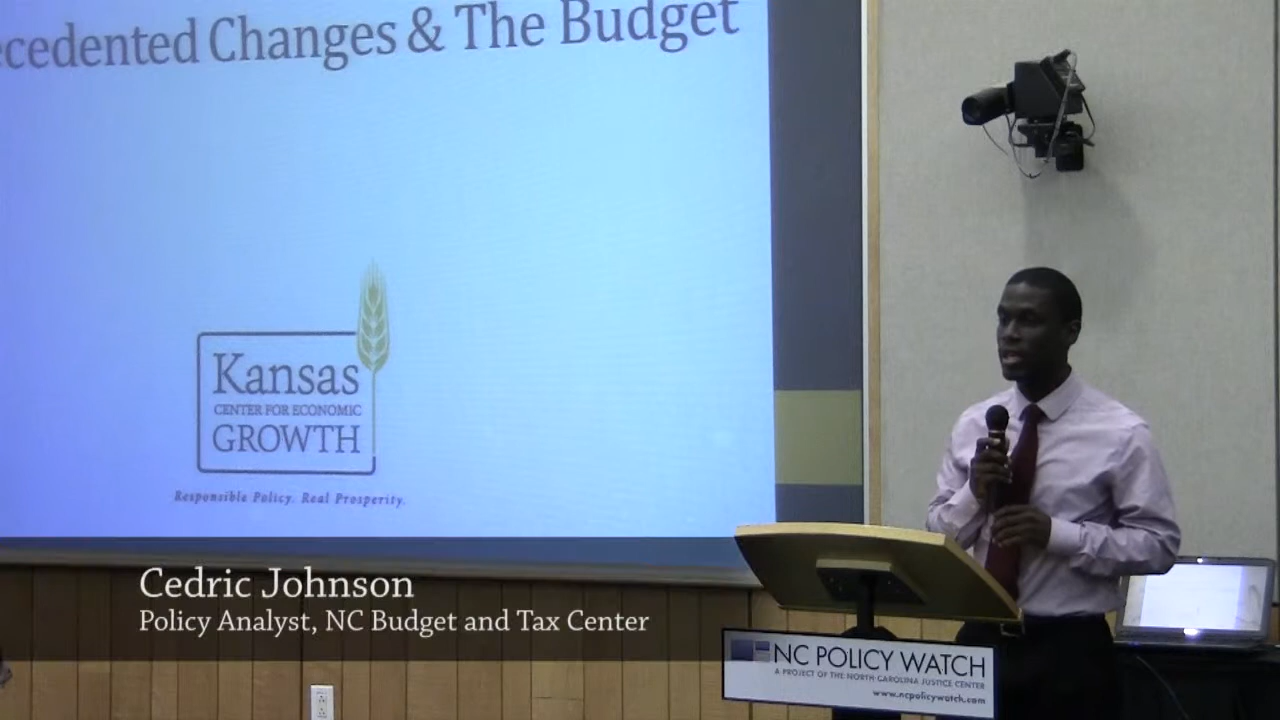 ecedented Changes & The Budget
Kansas
CENTER FOR ECONOMIC
GROWTH
Responsible Policy. Real Prosperity.
Cedric Johnson
Policy Analyst, NC Budget and Tax Center
NC POLICY WATCH
A PROJECT OF THE NORTH CAROLINA JUSTICE CENTER
www.ncpolicywatch.com